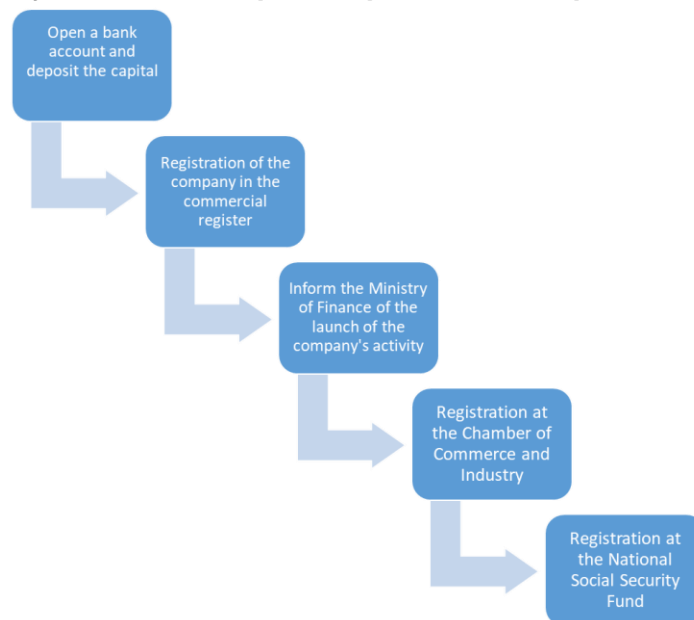 Open a bank
account and
deposit the capital
Registration of the
company in the
commercial
register
Inform the Ministry
of Finance of the
launch of the
company's activity
Registration at
the Chamber of
Commerce and
Industry
Registration at
the National
Social Security
Fund